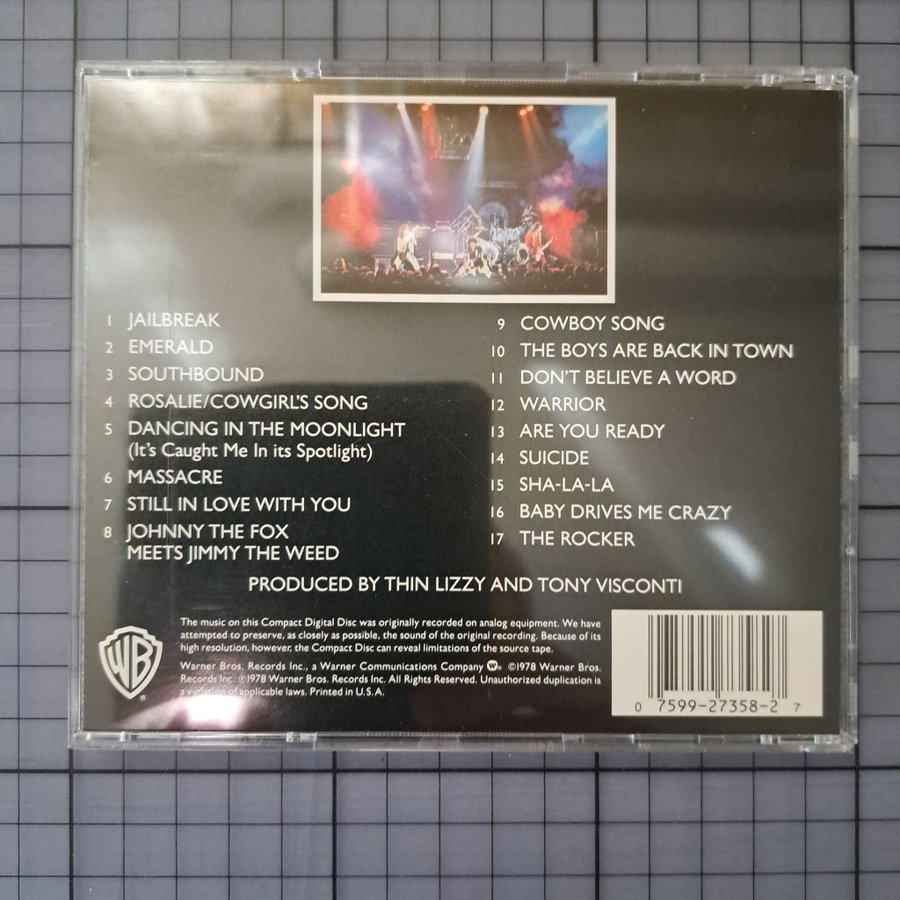 1 JAILBREAK
2 EMERALD
3 SOUTHBOUND
4 ROSALIE/COWGIRL'S SONG
5 DANCING IN THE MOONLIGHT
(It's Caught Me In its Spotlight)
6 MASSACRE
7 STILL IN LOVE WITH YOU
8 JOHNNY THE FOX
MEETS JIMMY THE WEED
9 COWBOY SONG
10 THE BOYS ARE BACK IN TOWN
11 DON'T BELIEVE A WORD
12 WARRIOR
13 ARE YOU READY
14 SUICIDE
15 SHA-LA-LA
16 BABY DRIVES ME CRAZY
17 THE ROCKER
PRODUCED BY THIN LIZZY AND TONY VISCONTI
The music on this Compact Digital Disc was originally recorded on analog equipment. We have
attempted to preserve, as closely as possible, the sound of the original recording. Because of its
high resolution, however, the Compact Disc can reveal limitations of the source tape.
Warner Bros. Records Inc., a Warner Communications Company W. ©1978 Warner Bros.
Records Inc. ℗1978 Warner Bros. Records Inc. All Rights Reserved. Unauthorized duplication is
a violation of applicable laws. Printed in U.S.A.
WB ®
0 7599-27358-2 7